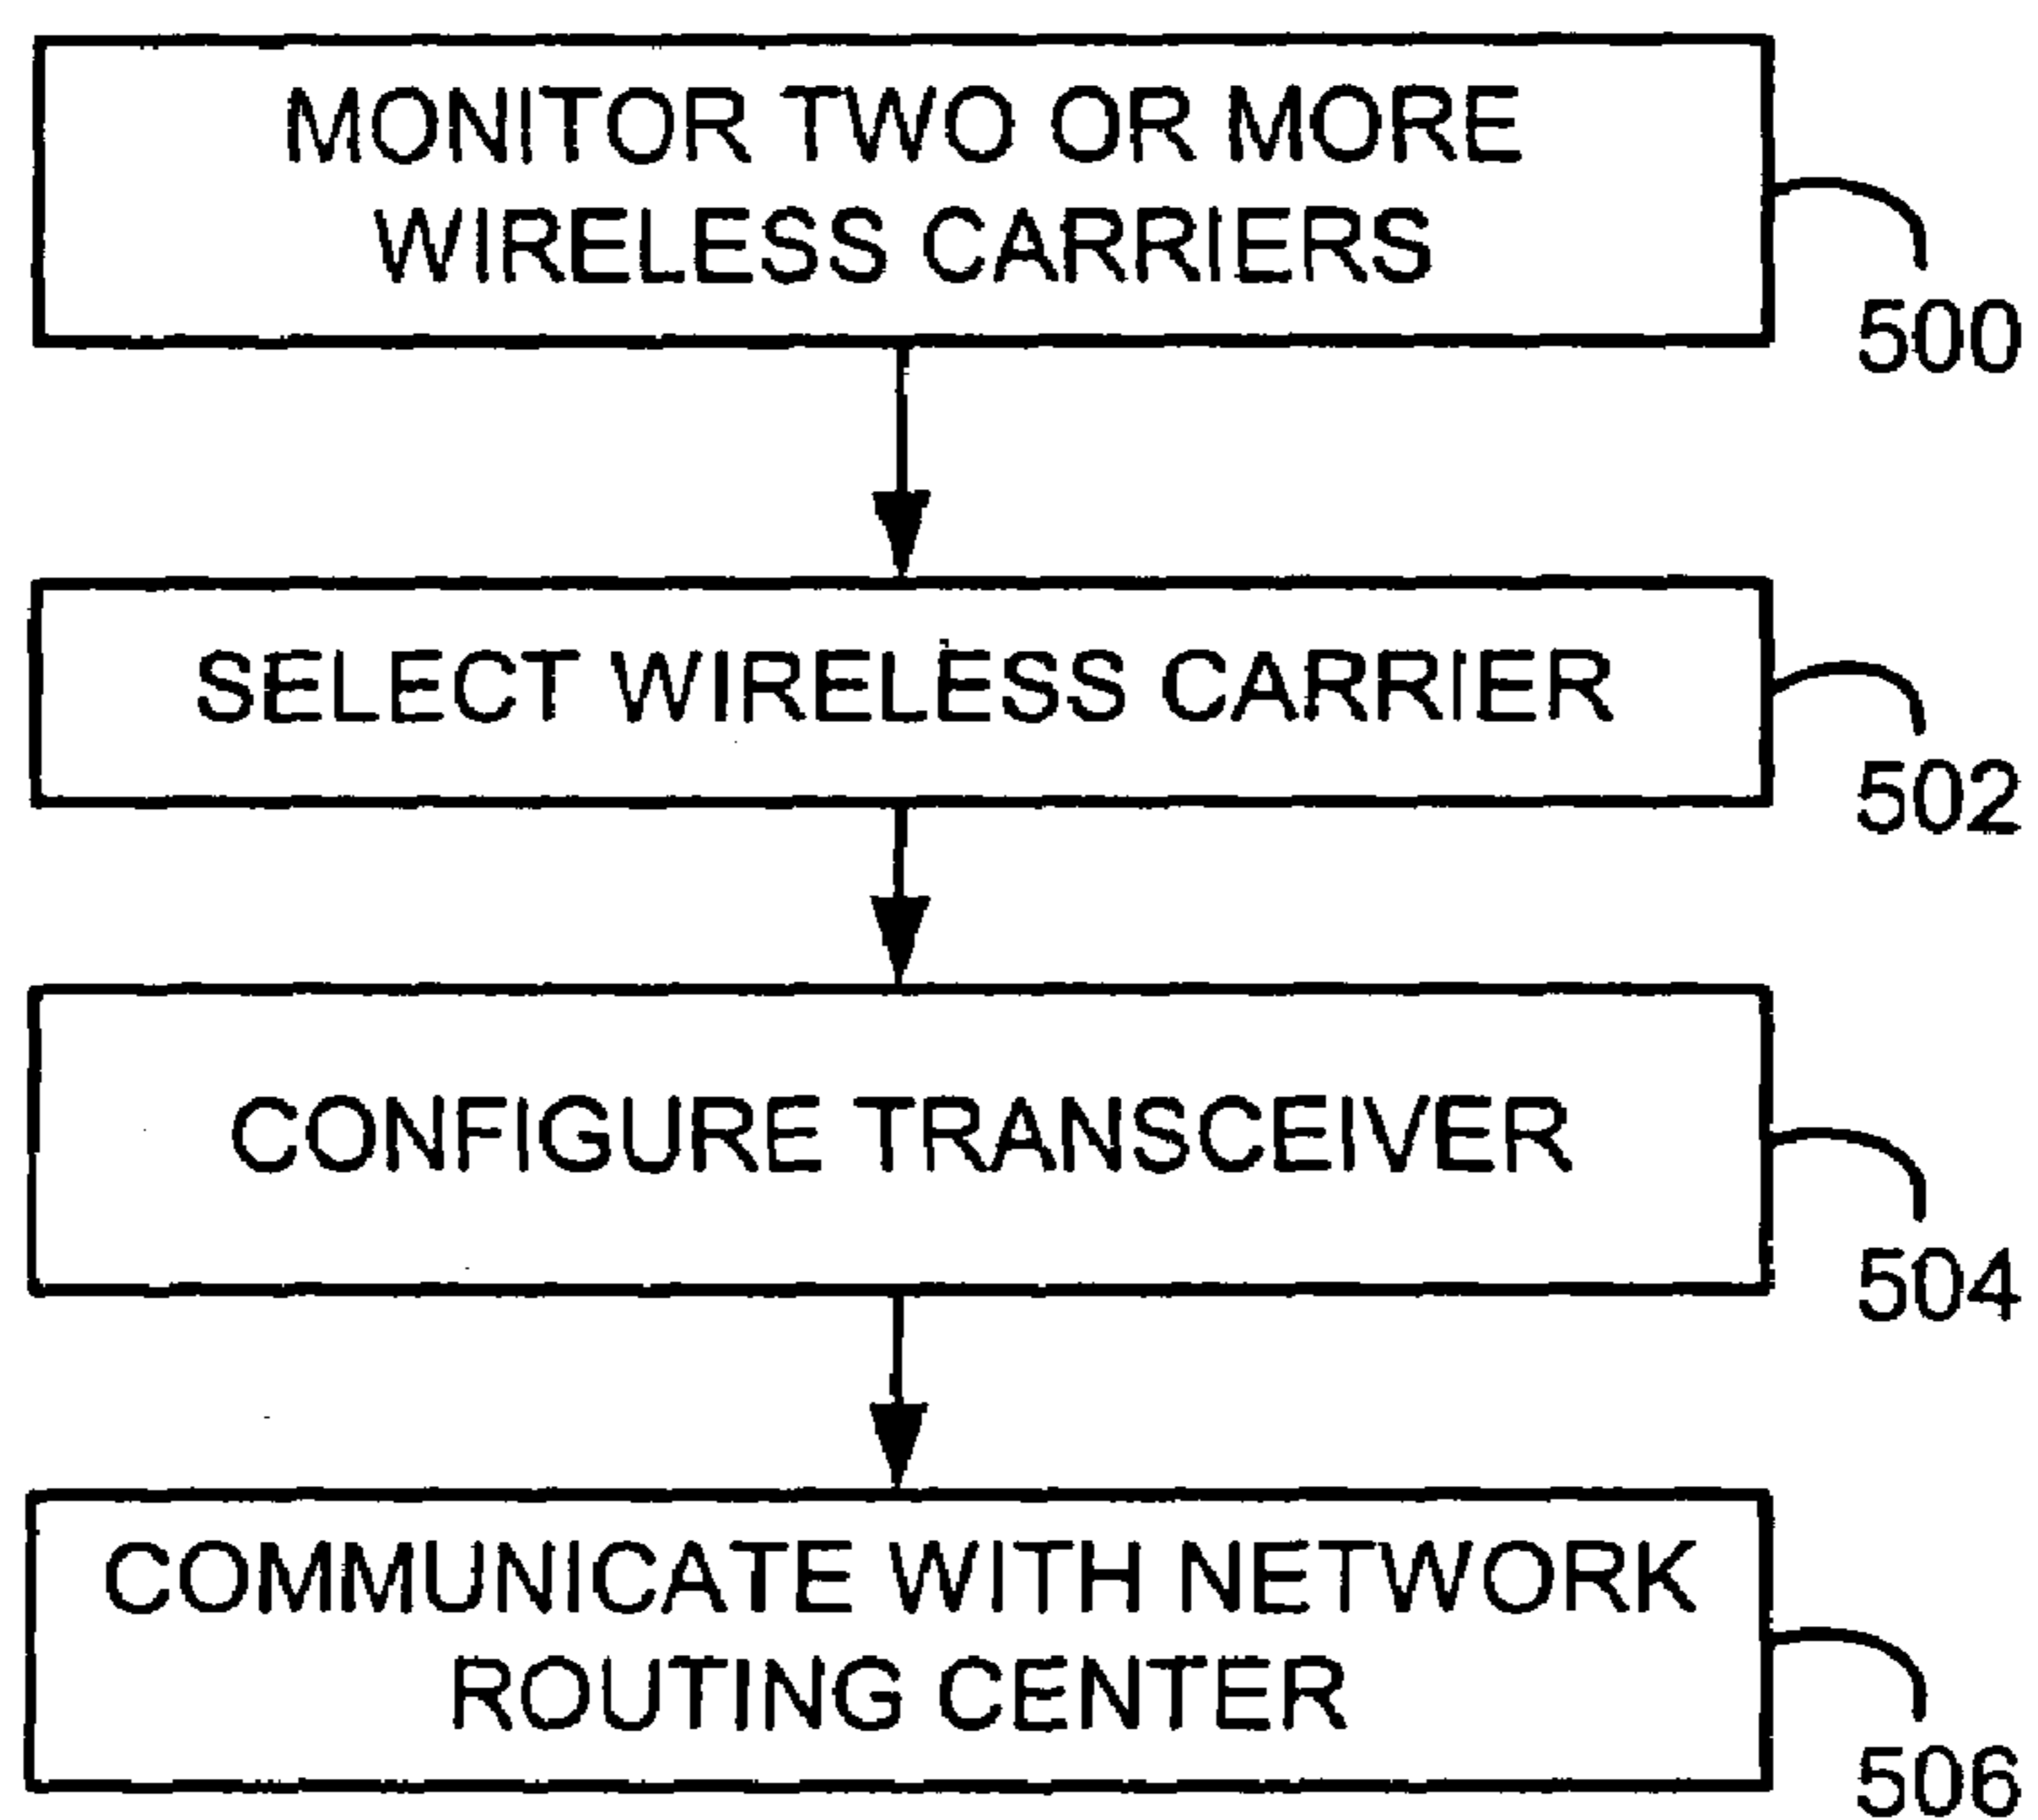 MONITOR TWO OR MORE
WIRELESS CARRIERS
500
SELECT WIRELESS CARRIER
502
CONFIGURE TRANSCEIVER
504
COMMUNICATE WITH NETWORK
ROUTING CENTER
506